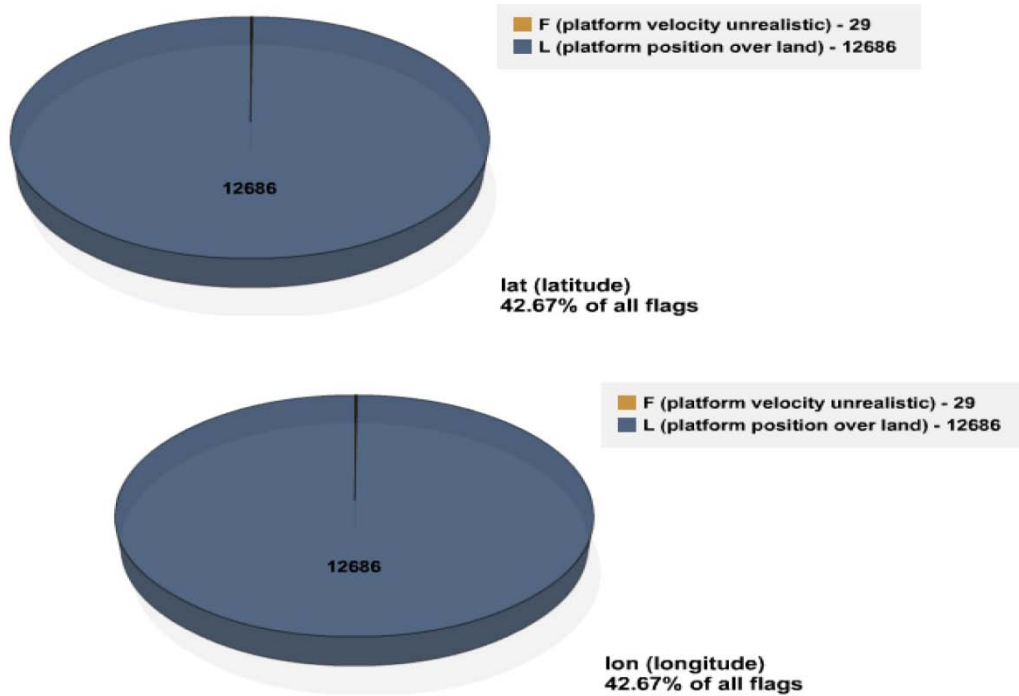 F (platform velocity unrealistic) - 29
L (platform position over land) - 12686
12686
lat (latitude)
42.67% of all flags
F (platform velocity unrealistic) - 29
L (platform position over land) - 12686
12686
lon (longitude)
42.67% of all flags